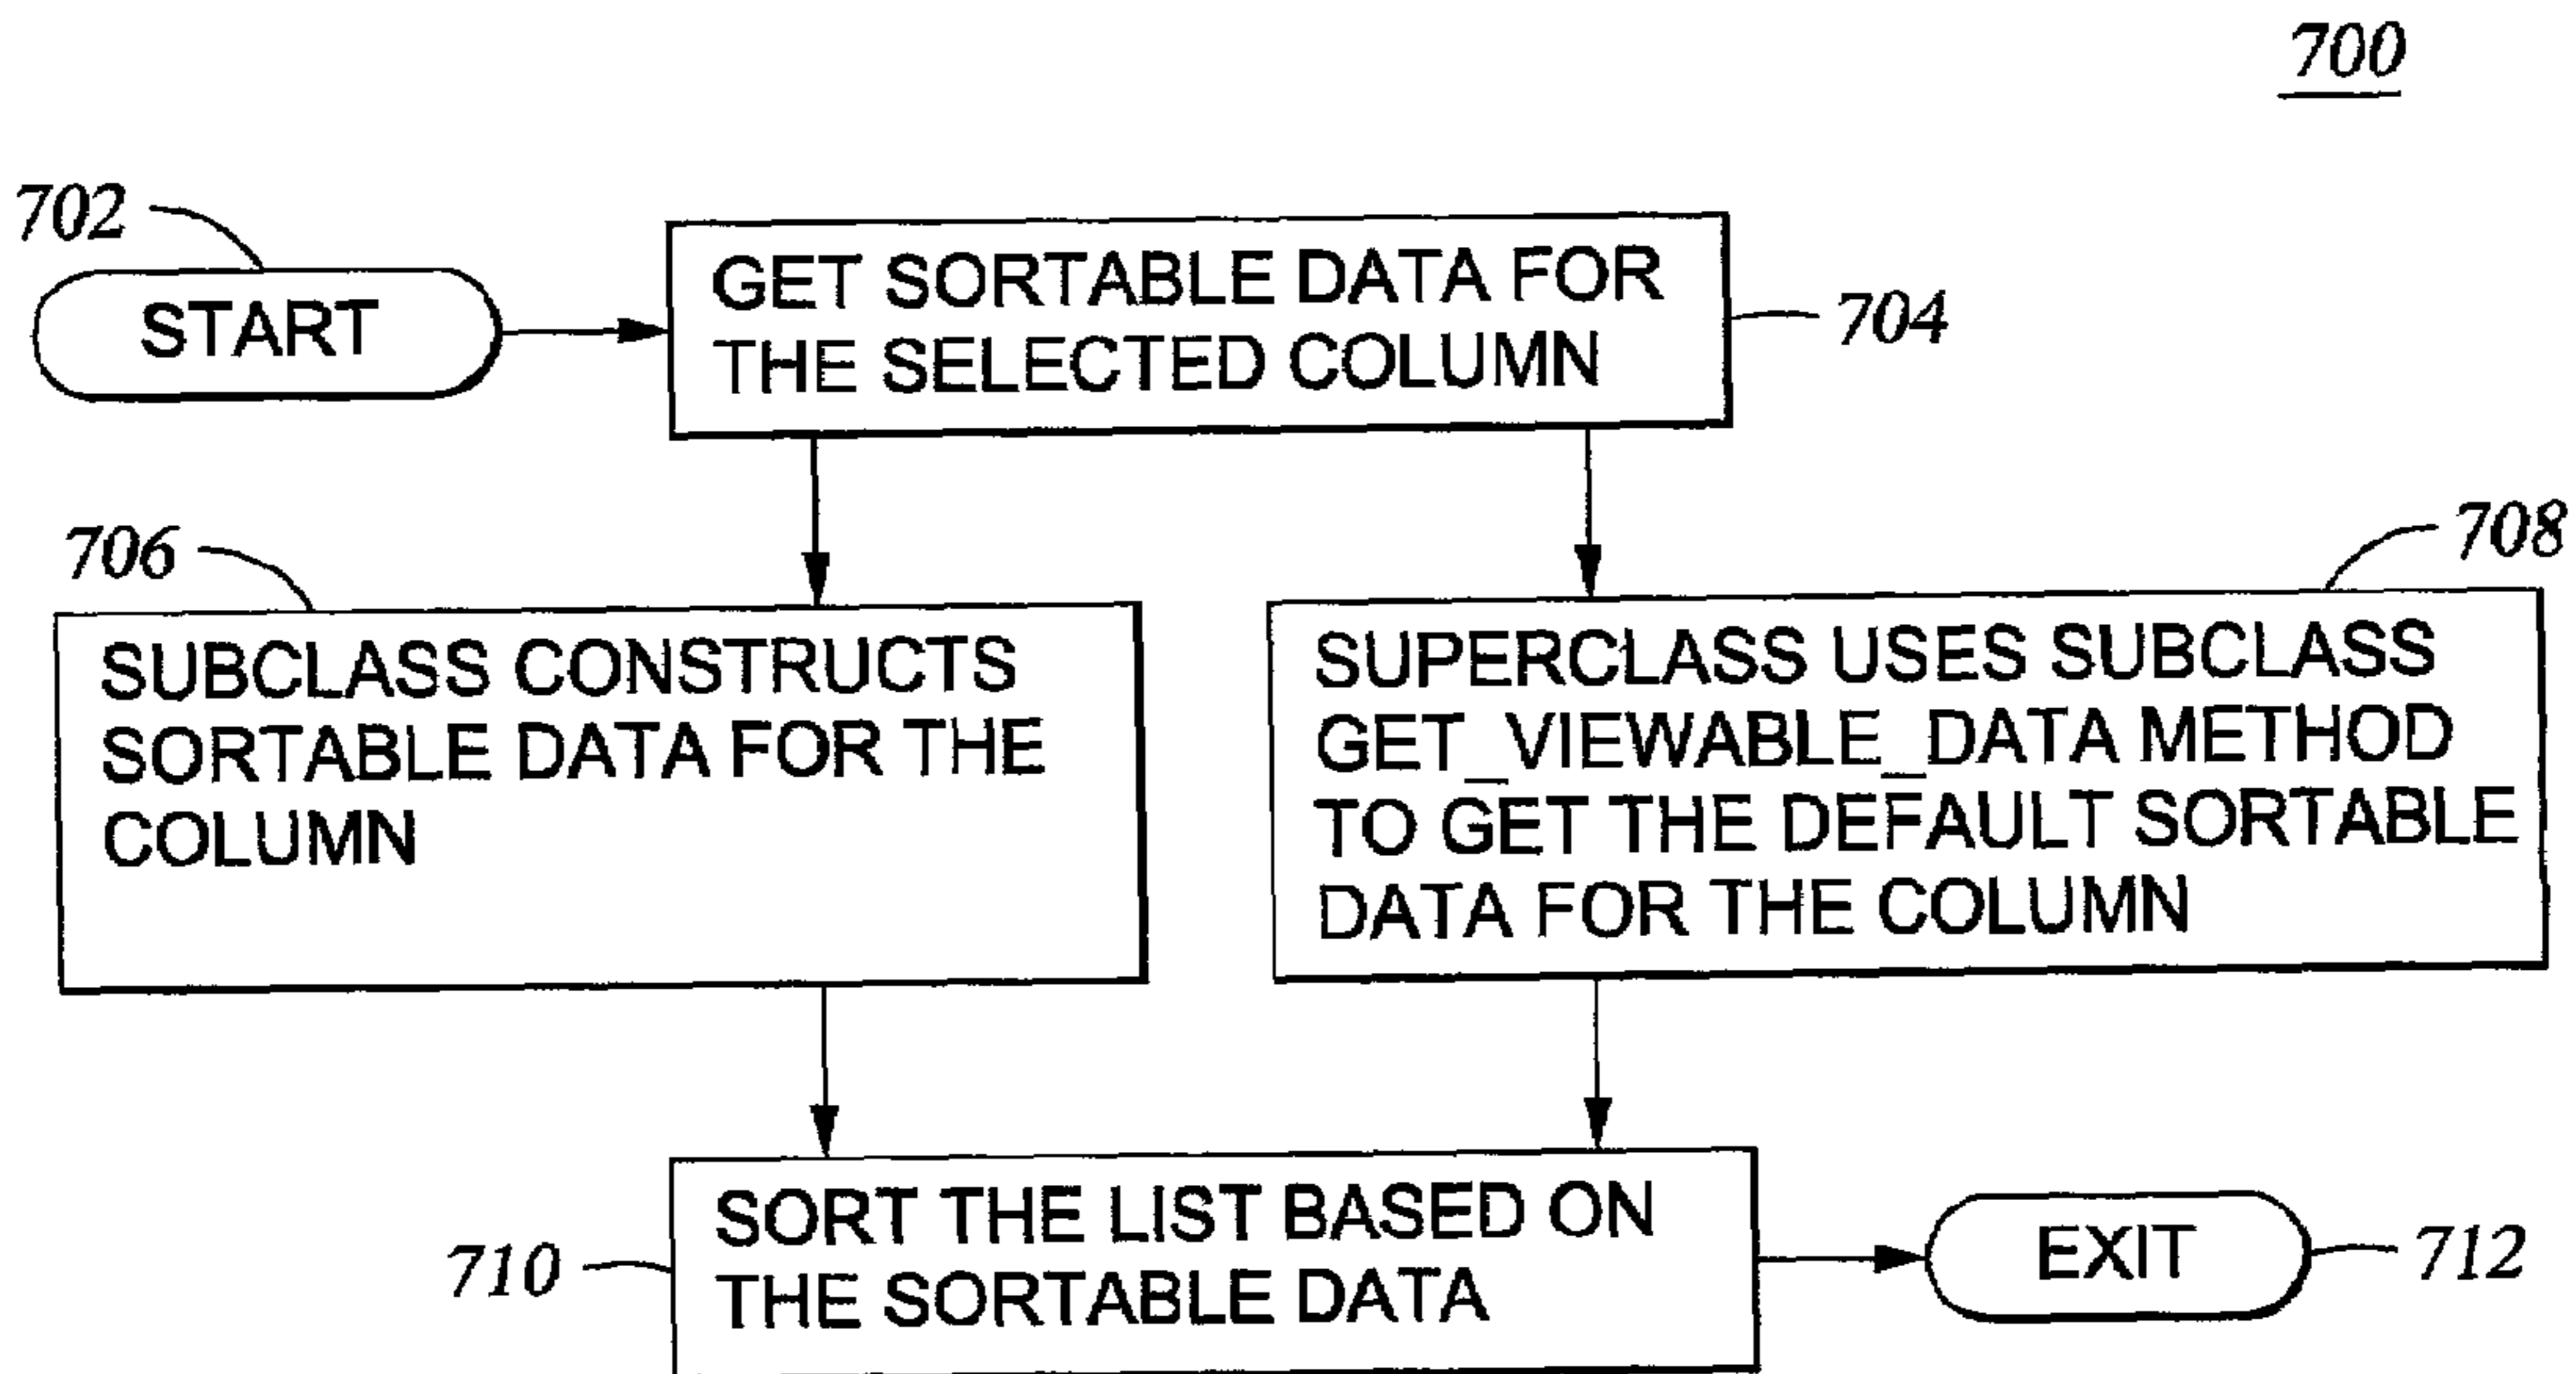 700
702
START
GET SORTABLE DATA FOR
THE SELECTED COLUMN
704
706
SUBCLASS CONSTRUCTS
SORTABLE DATA FOR THE
COLUMN
708
SUPERCLASS USES SUBCLASS
GET_VIEWABLE_DATA METHOD
TO GET THE DEFAULT SORTABLE
DATA FOR THE COLUMN
710
SORT THE LIST BASED ON
THE SORTABLE DATA
EXIT
712